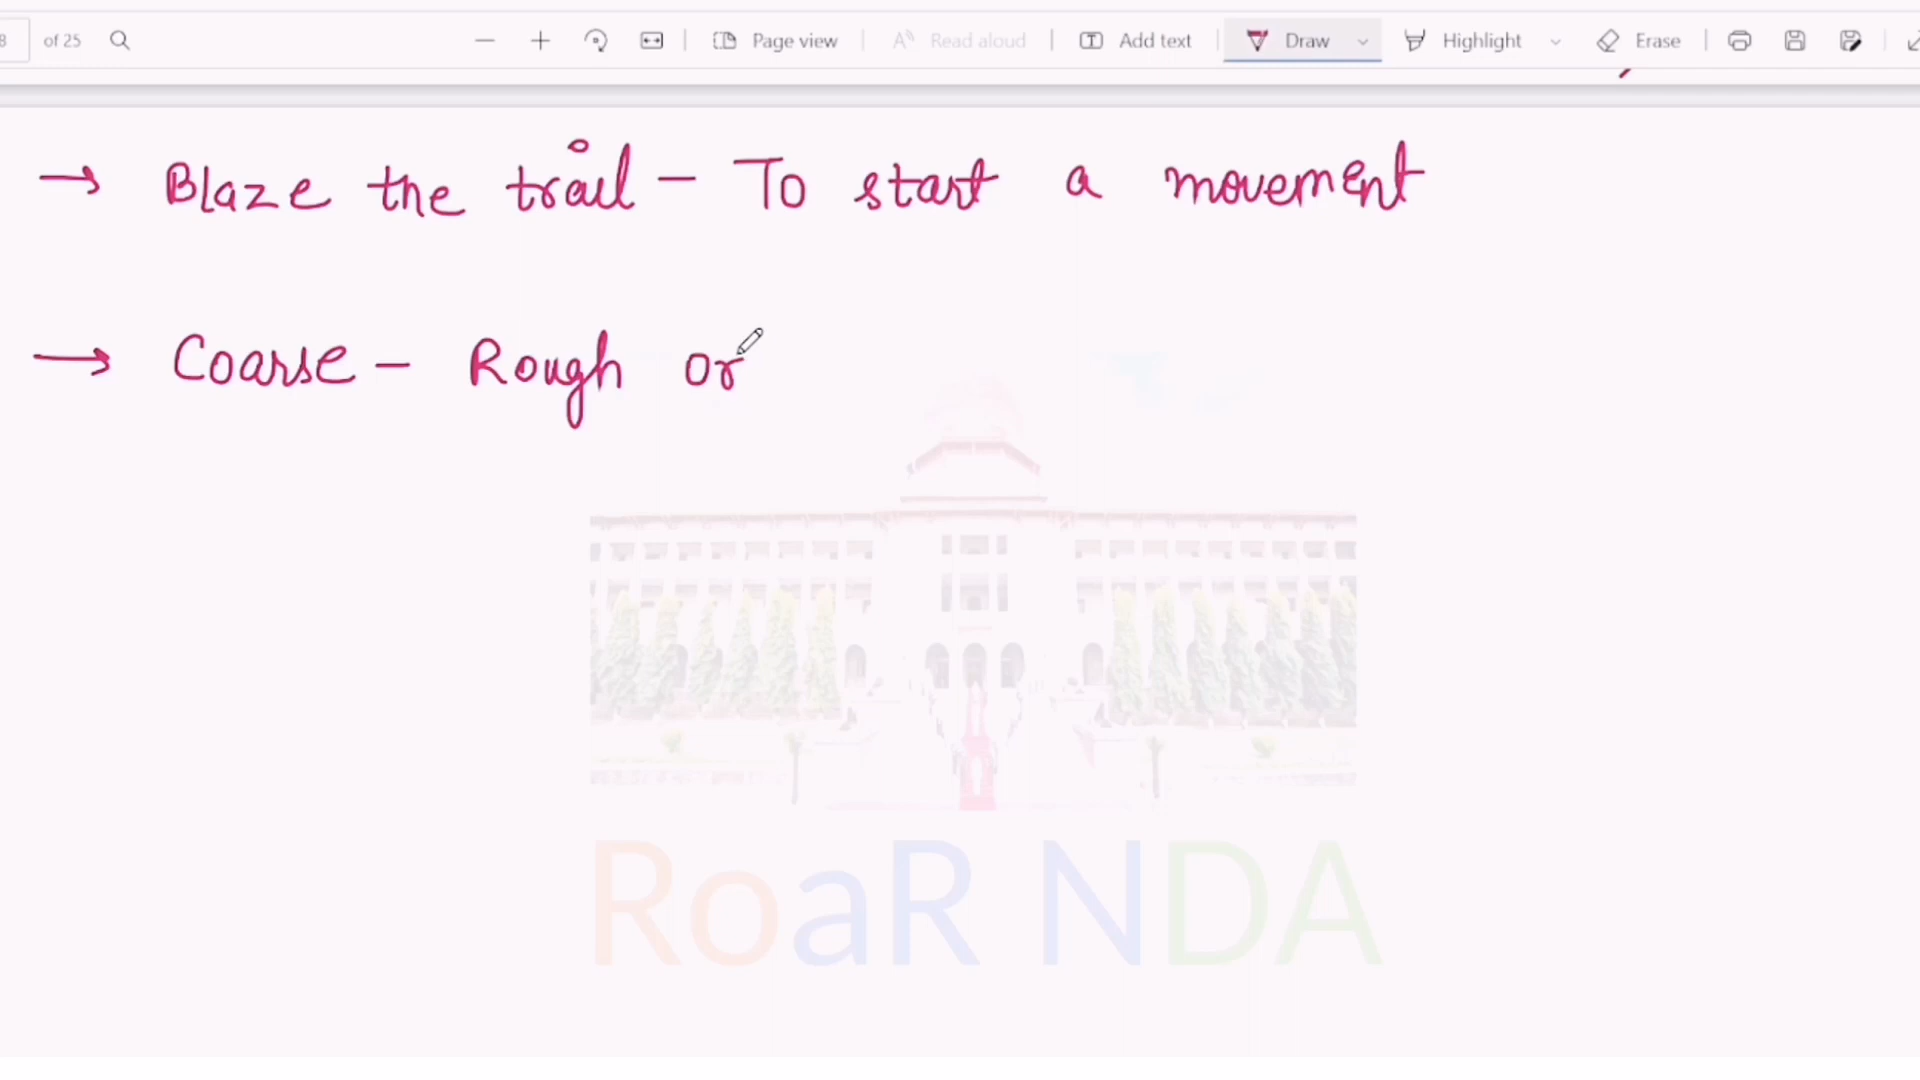 8 of 25 Page view Read aloud Add text Draw Highlight Erase
→ Blaze the trail - To start a movement
→ Coarse - Rough or
RoaR NDA